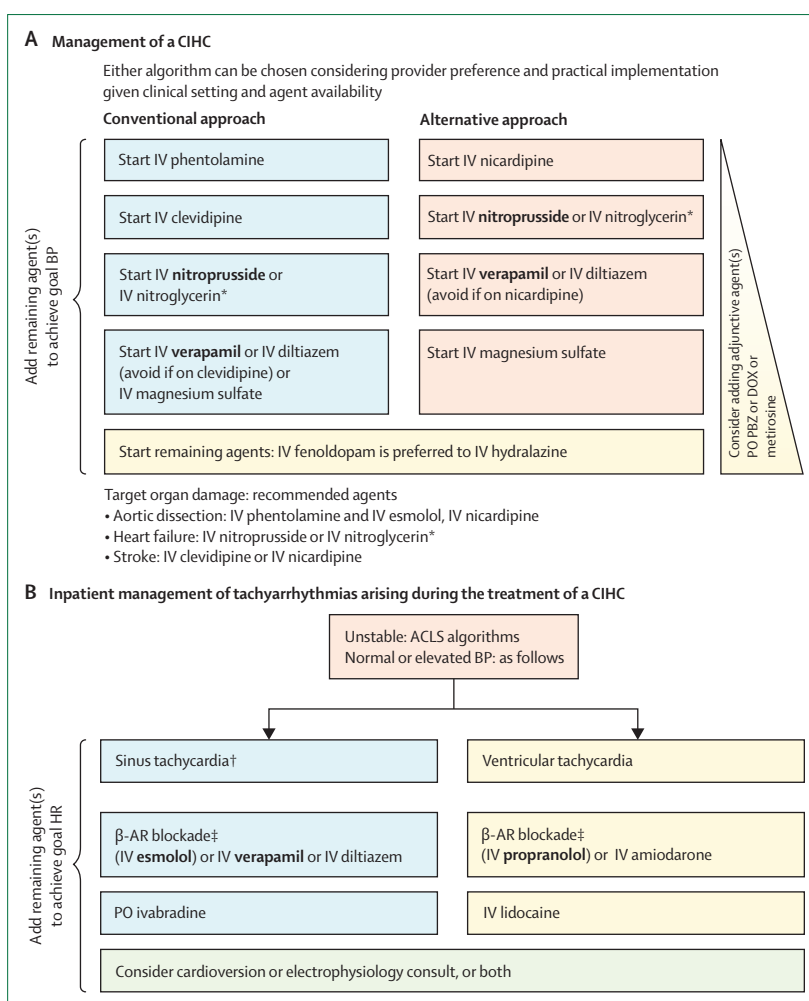 A Management of a CIHC
Either algorithm can be chosen considering provider preference and practical implementation
given clinical setting and agent availability
Conventional approach
Alternative approach
Add remaining agent(s)
to achieve goal BP
Start IV phentolamine
Start IV nicardipine
Start IV clevidipine
Start IV nitroprusside or IV nitroglycerin*
Start IV nitroprusside or
IV nitroglycerin*
Start IV verapamil or IV diltiazem
(avoid if on nicardipine)
Start IV verapamil or IV diltiazem
(avoid if on clevidipine) or
IV magnesium sulfate
Start IV magnesium sulfate
Start remaining agents: IV fenoldopam is preferred to IV hydralazine
Consider adding adjunctive agent(s)
PO PBZ or DOX or
metirosine
Target organ damage: recommended agents
• Aortic dissection: IV phentolamine and IV esmolol, IV nicardipine
• Heart failure: IV nitroprusside or IV nitroglycerin*
• Stroke: IV clevidipine or IV nicardipine
B Inpatient management of tachyarrhythmias arising during the treatment of a CIHC
Unstable: ACLS algorithms
Normal or elevated BP: as follows
Add remaining agent(s)
to achieve goal HR
Sinus tachycardia†
Ventricular tachycardia
β-AR blockade‡
(IV esmolol) or IV verapamil or IV diltiazem
β-AR blockade‡
(IV propranolol) or IV amiodarone
PO ivabradine
IV lidocaine
Consider cardioversion or electrophysiology consult, or both